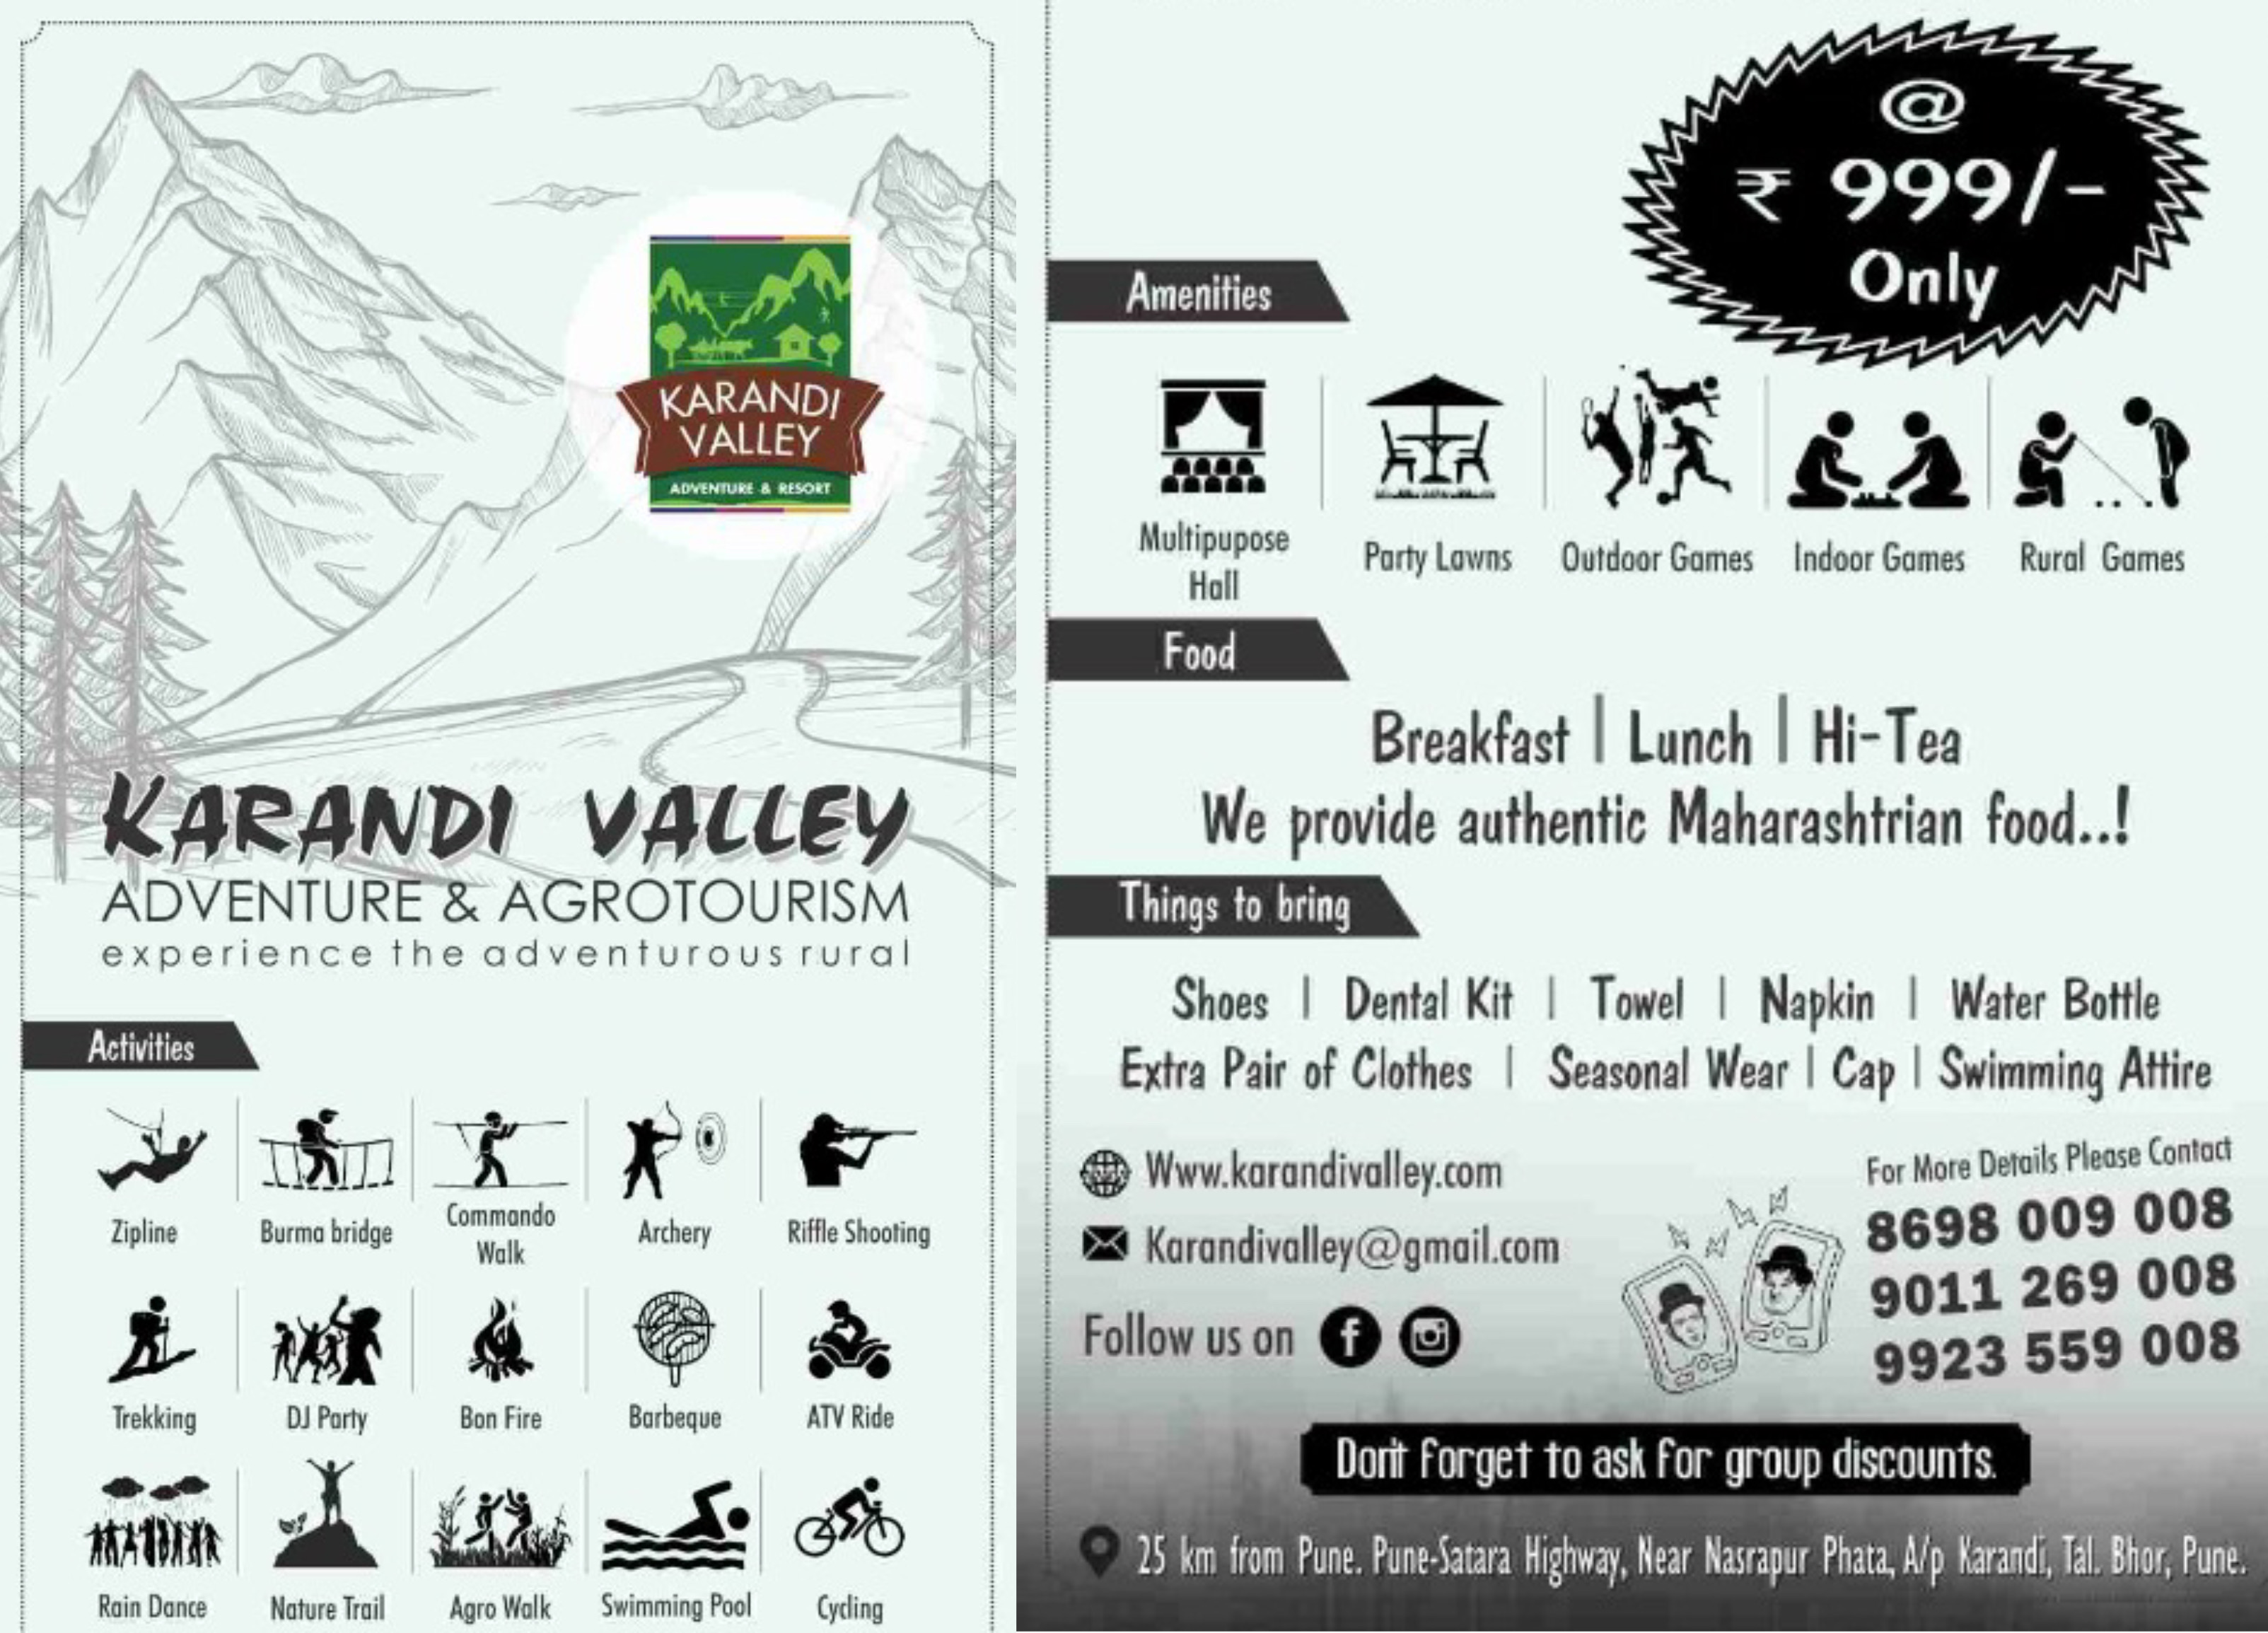 KARANDI
VALLEY
ADVENTURE & RESORT
KARANDI VALLEY
ADVENTURE & AGROTOURISM
experience the adventurous rural
Activities
Zipline
Burma bridge
Commando
Walk
Archery
Riffle Shooting
Trekking
DJ Party
Bon Fire
Barbeque
ATV Ride
Rain Dance
Nature Trail
Agro Walk
Swimming Pool
Cycling
@
₹ 999/-
Only
Amenities
Multipupose
Hall
Party Lawns
Outdoor Games
Indoor Games
Rural Games
Food
Breakfast | Lunch | Hi-Tea
We provide authentic Maharashtrian food..!
Things to bring
Shoes | Dental Kit | Towel | Napkin | Water Bottle
Extra Pair of Clothes | Seasonal Wear | Cap | Swimming Attire
Www.karandivalley.com
Karandivalley@gmail.com
Follow us on
For More Details Please Contact
8698 009 008
9011 269 008
9923 559 008
Don't forget to ask for group discounts.
25 km from Pune. Pune-Satara Highway, Near Nasrapur Phata, A/p Karandi, Tal. Bhor, Pune.